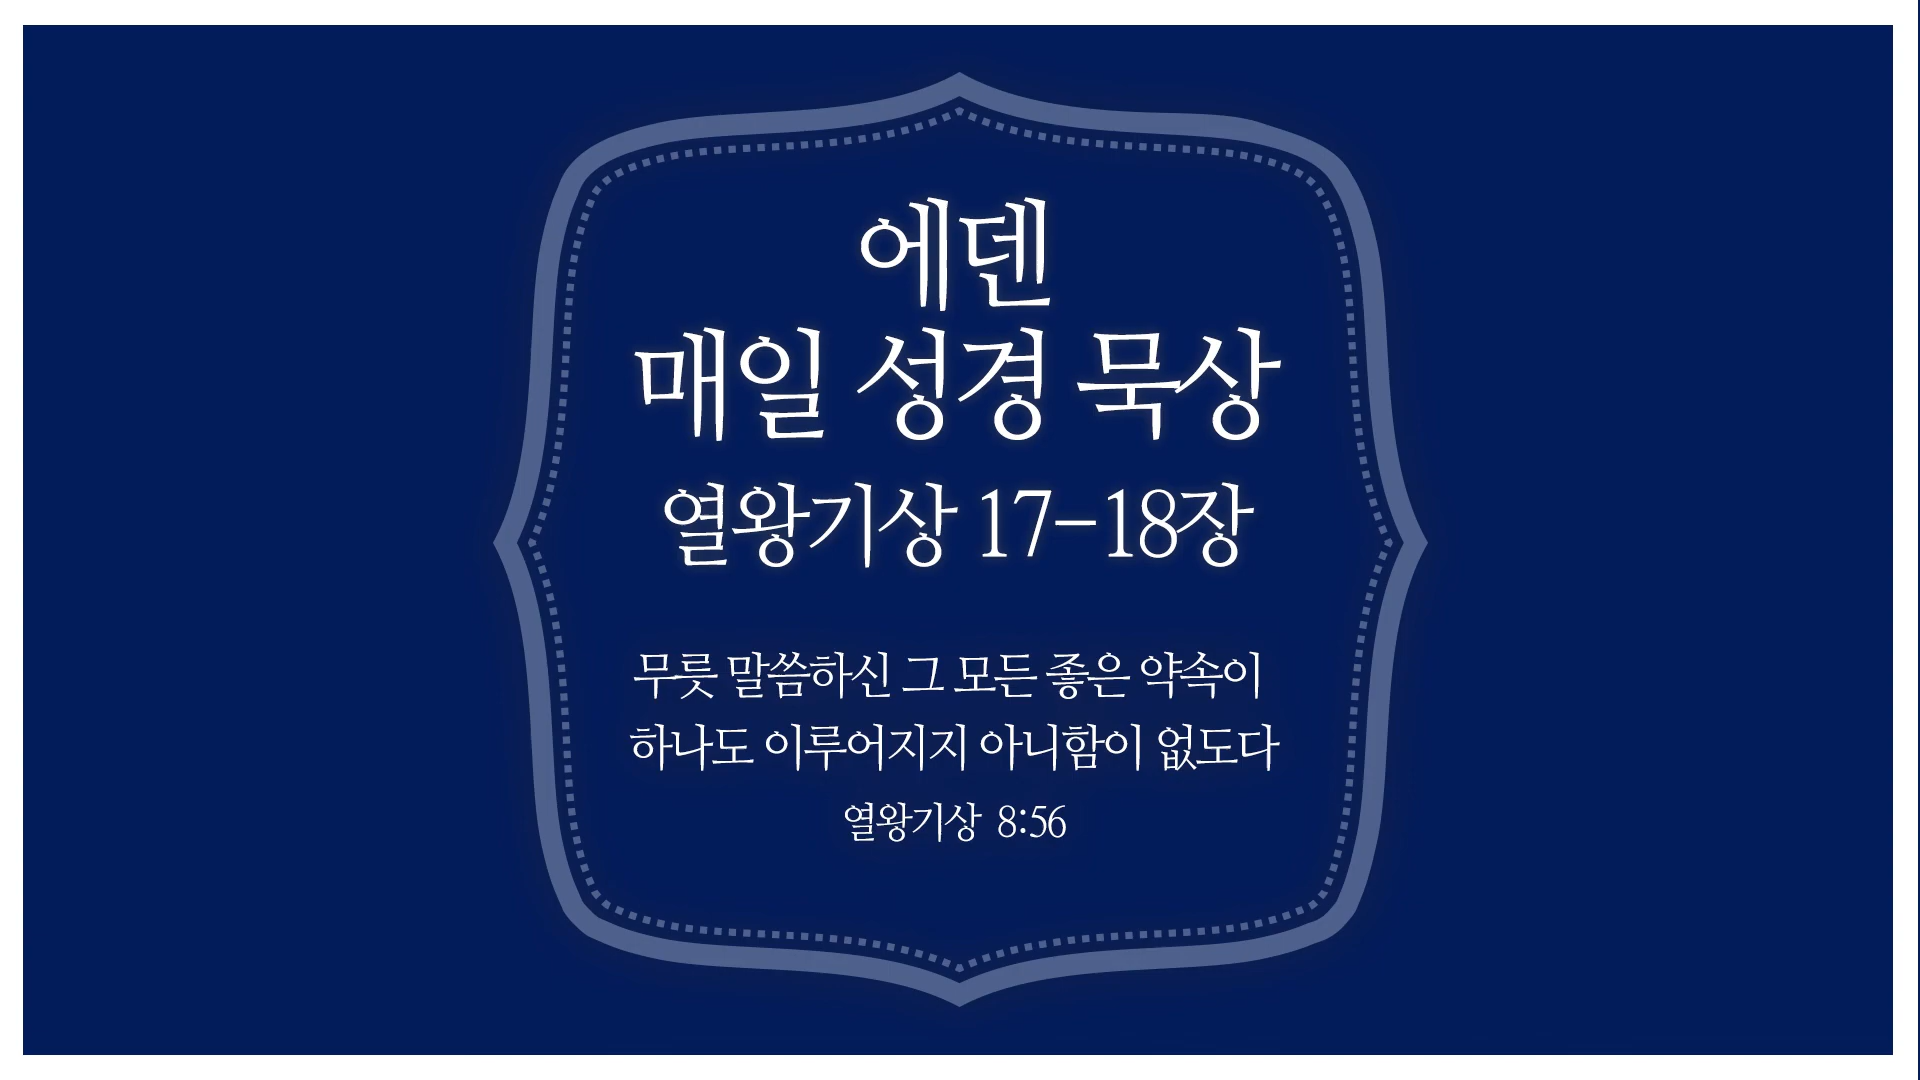 에덴
매일 성경 묵상
열왕기상 17-18장
무릇 말씀하신 그 모든 좋은 약속이
하나도 이루어지지 아니함이 없도다
열왕기상 8:56